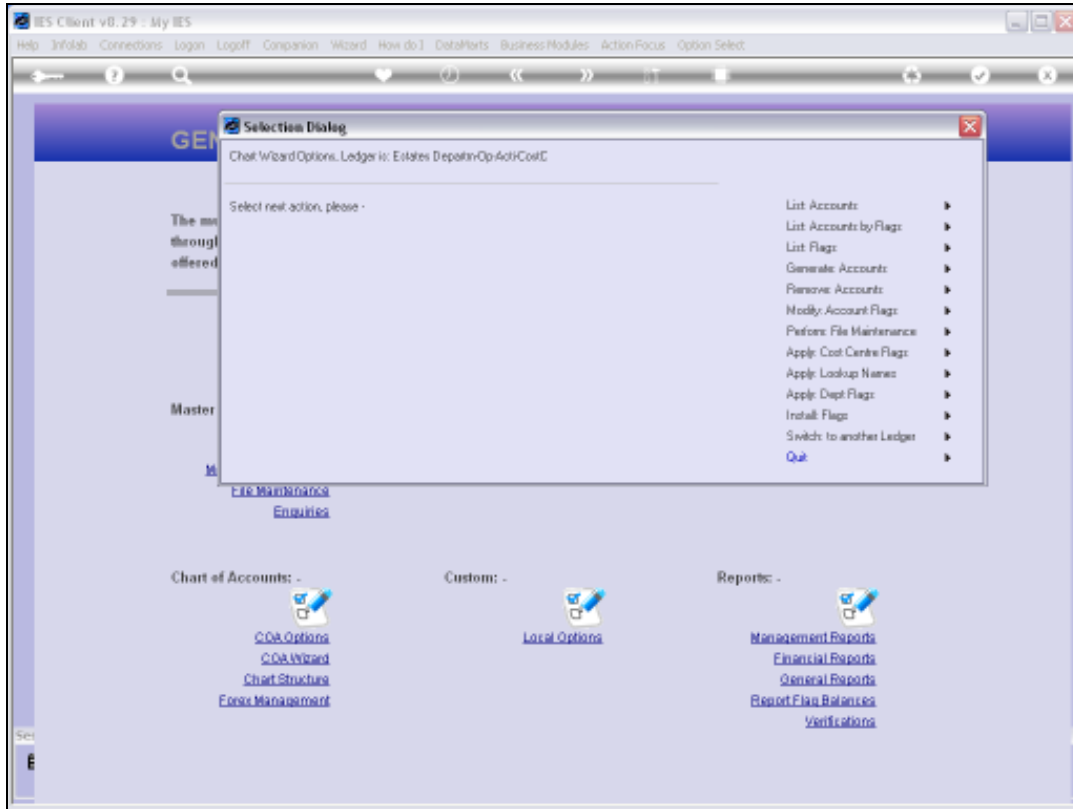 IES Client v8.29 : My IES
Help Infolab Connections Logon Logoff Companion Wizard How do I DataMarts Business Modules Action Focus Option Select
Selection Dialog
GEN
Chart Wizard Options, Ledger is: Estates Departm-Op-Acti-CostC
Select next action, please -
List Accounts
List Accounts by Flags
List Flags
Generate: Accounts
Remove: Accounts
Modify: Account Flags
Perform: File Maintenance
Apply: Cost Centre Flags
Apply: Lookup Names
Apply: Dept Flags
Install: Flags
Switch: to another Ledger
Quit
The mo
through
offered
Master
M
File Maintenance
Enquiries
Chart of Accounts: -
COA Options
COA Wizard
Chart Structure
Forex Management
Custom: -
Local Options
Reports: -
Management Reports
Financial Reports
General Reports
Report Flag Balances
Verifications
Se